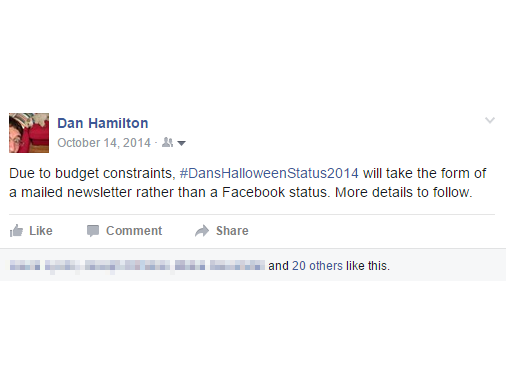 Dan Hamilton
October 14, 2014 ·
Due to budget constraints, #DansHalloweenStatus2014 will take the form of
a mailed newsletter rather than a Facebook status. More details to follow.
Like Comment Share
and 20 others like this.